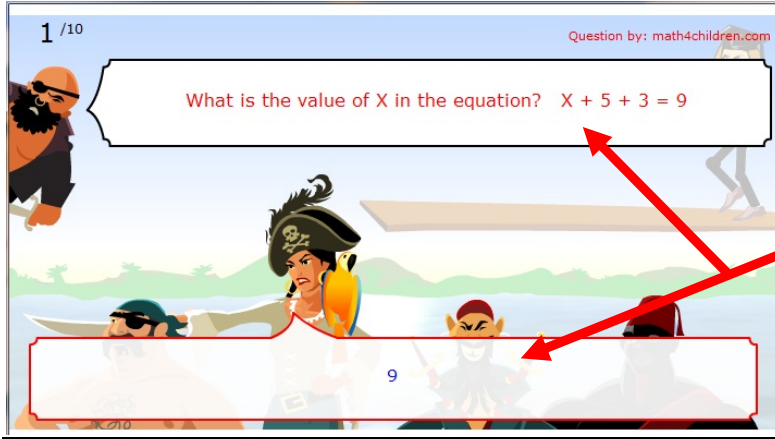 1 /10
Question by: math4children.com
What is the value of X in the equation? X + 5 + 3 = 9
9